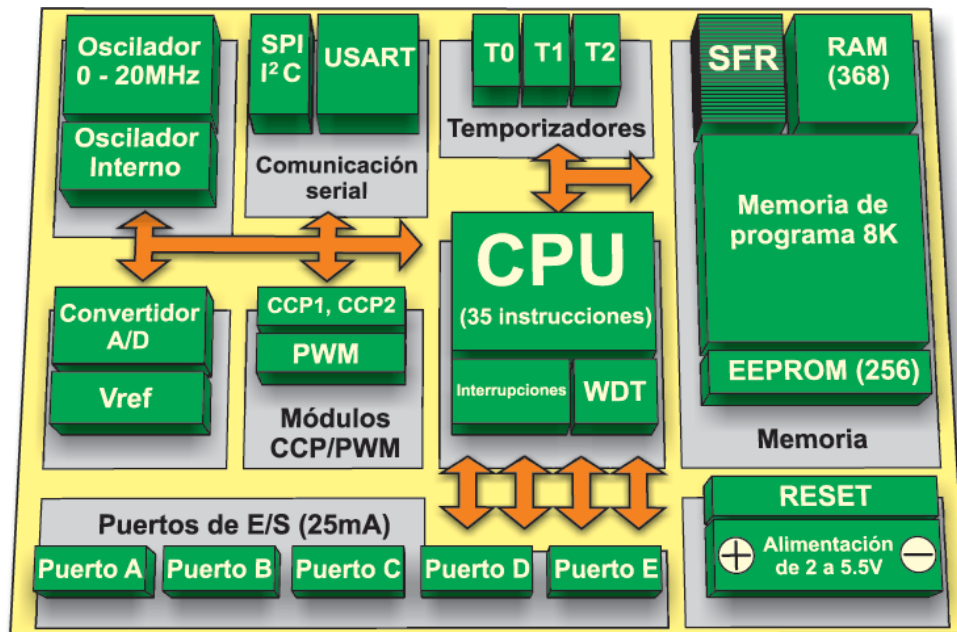 Oscilador
0 - 20MHz
Oscilador
Interno
SPI
I²C
USART
Comunicación
serial
T0
T1
T2
Temporizadores
SFR
RAM
(368)
Memoria de
programa 8K
EEPROM (256)
Memoria
CPU
(35 instrucciones)
Interrupciones
WDT
Convertidor
A/D
Vref
CCP1, CCP2
PWM
Módulos
CCP/PWM
Puertos de E/S (25mA)
Puerto A
Puerto B
Puerto C
Puerto D
Puerto E
RESET
+
Alimentación
de 2 a 5.5V
−